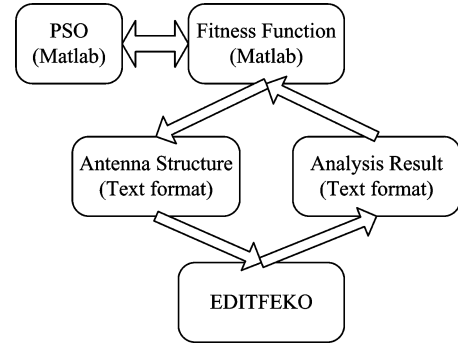 PSO
(Matlab)
Fitness Function
(Matlab)
Antenna Structure
(Text format)
Analysis Result
(Text format)
EDITFEKO